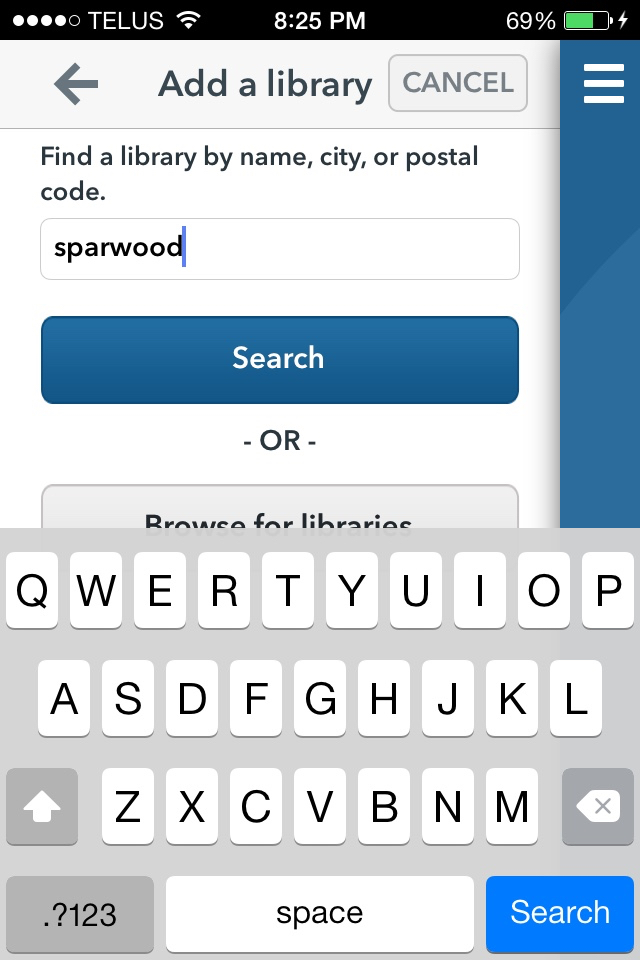 TELUS 8:25 PM 69%
Add a library CANCEL
Find a library by name, city, or postal
code.
sparwood
Search
- OR -
Browse for libraries
Q W E R T Y U I O P
A S D F G H J K L
Z X C V B N M
.?123 space Search